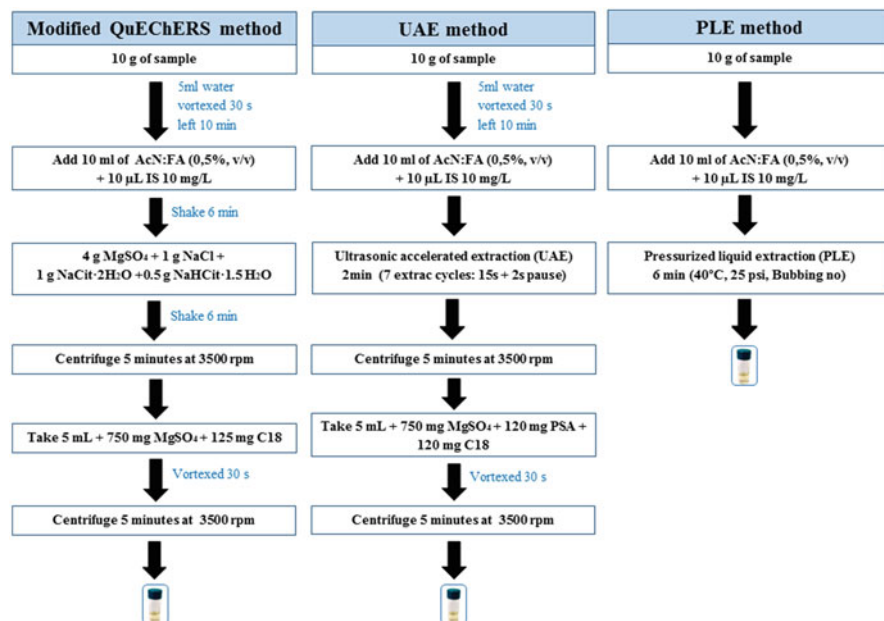 Modified QuEChERS method
10 g of sample
5ml water
vortexed 30 s
left 10 min
Add 10 ml of AcN:FA (0,5%, v/v)
+ 10 µL IS 10 mg/L
Shake 6 min
4 g MgSO₄ + 1 g NaCl +
1 g NaCit·2H₂O +0.5 g NaHCit·1.5 H₂O
Shake 6 min
Centrifuge 5 minutes at 3500 rpm
Take 5 mL + 750 mg MgSO₄ + 125 mg C18
Vortexed 30 s
Centrifuge 5 minutes at 3500 rpm
UAE method
10 g of sample
5ml water
vortexed 30 s
left 10 min
Add 10 ml of AcN:FA (0,5%, v/v)
+ 10 µL IS 10 mg/L
Ultrasonic accelerated extraction (UAE)
2min (7 extrac cycles: 15s + 2s pause)
Centrifuge 5 minutes at 3500 rpm
Take 5 mL + 750 mg MgSO₄ + 120 mg PSA +
120 mg C18
Vortexed 30 s
Centrifuge 5 minutes at 3500 rpm
PLE method
10 g of sample
Add 10 ml of AcN:FA (0,5%, v/v)
+ 10 µL IS 10 mg/L
Pressurized liquid extraction (PLE)
6 min (40°C, 25 psi, Bubbing no)